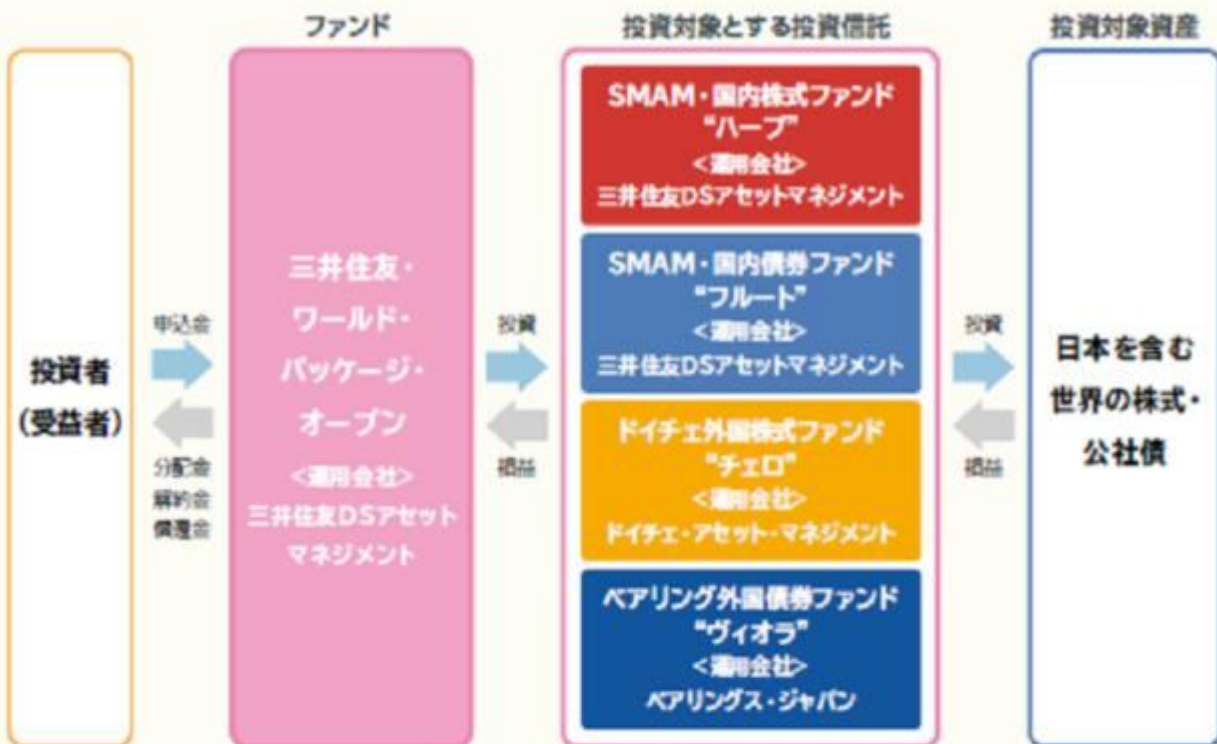 ファンド
投資対象とする投資信託
投資対象資産
投資者
（受益者）
申込金
分配金
解約金
償還金
三井住友・
ワールド・
パッケージ・
オープン
＜運用会社＞
三井住友DSアセット
マネジメント
投資
損益
SMAM・国内株式ファンド
“ハープ”
＜運用会社＞
三井住友DSアセットマネジメント
SMAM・国内債券ファンド
“フルート”
＜運用会社＞
三井住友DSアセットマネジメント
ドイチェ外国株式ファンド
“チェロ”
＜運用会社＞
ドイチェ・アセット・マネジメント
ベアリング外国債券ファンド
“ヴィオラ”
＜運用会社＞
ベアリングス・ジャパン
投資
損益
日本を含む
世界の株式・
公社債